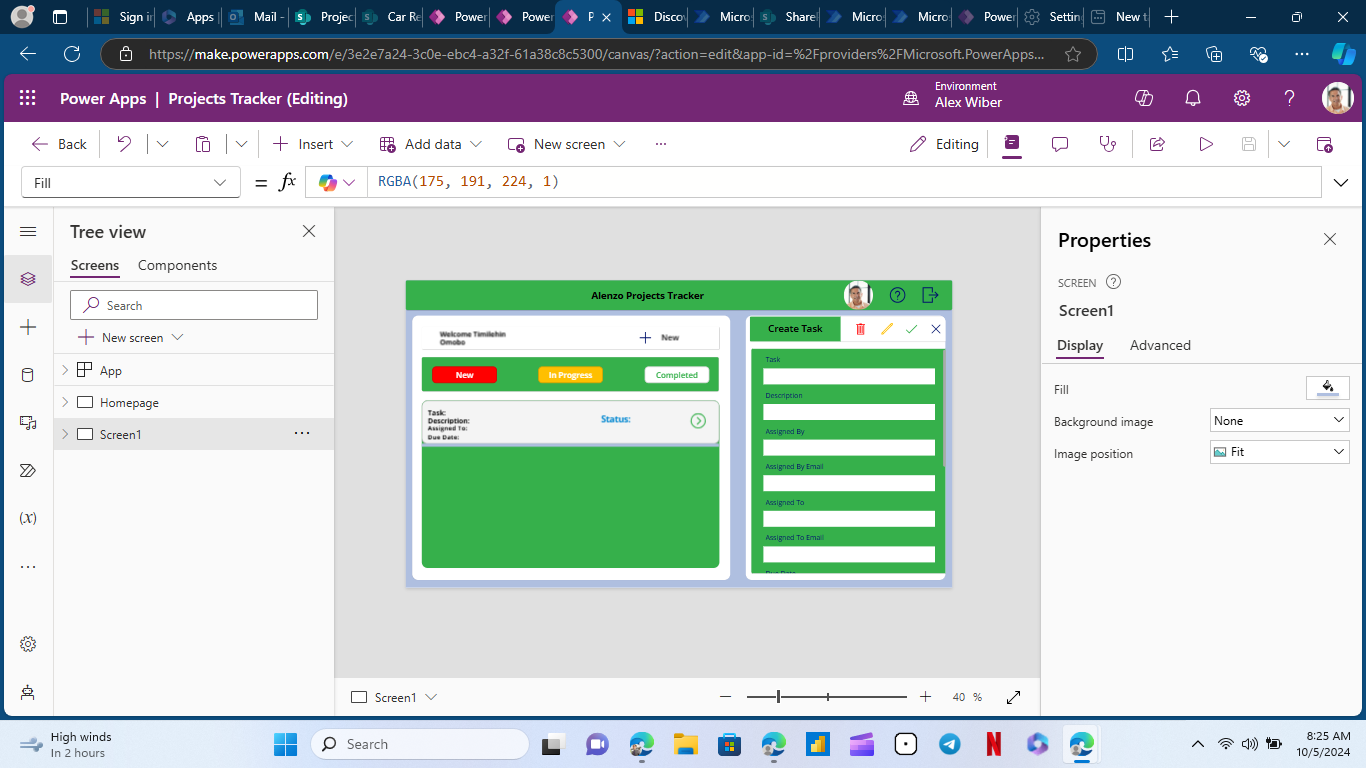 Sign in
Apps |
Mail -
Projec
Car Re
Power
Power
P
Discov
Micros
ShareP
Micros
Micros
Power
Settin
New ta
https://make.powerapps.com/e/3e2e7a24-3c0e-ebc4-a32f-61a38c8c5300/canvas/?action=edit&app-id=%2Fproviders%2FMicrosoft.PowerApps...
Power Apps | Projects Tracker (Editing)
Environment
Alex Wiber
Back
Insert
Add data
New screen
...
Editing
Fill
= fx
RGBA(175, 191, 224, 1)
Tree view
Screens Components
Search
New screen
App
Homepage
Screen1
Alenzo Projects Tracker
Welcome Timilehin
Omobo
New
New
In Progress
Completed
Task:
Description:
Assigned To:
Due Date:
Status:
Create Task
Task
Description
Assigned By
Assigned By Email
Assigned To
Assigned To Email
Due Date
Screen1
40 %
Properties
SCREEN
Screen1
Display Advanced
Fill
Background image
None
Image position
Fit
High winds
In 2 hours
Search
8:25 AM
10/5/2024